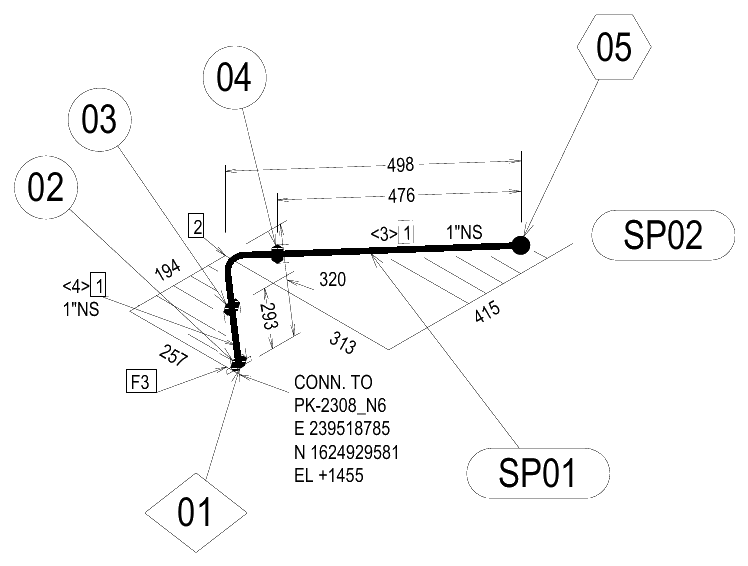 05
04
03
02
498
476
2
<3> 1
1"NS
SP02
194
<4> 1
1"NS
320
293
313
415
257
F3
CONN. TO
PK-2308_N6
E 239518785
N 1624929581
EL +1455
SP01
01